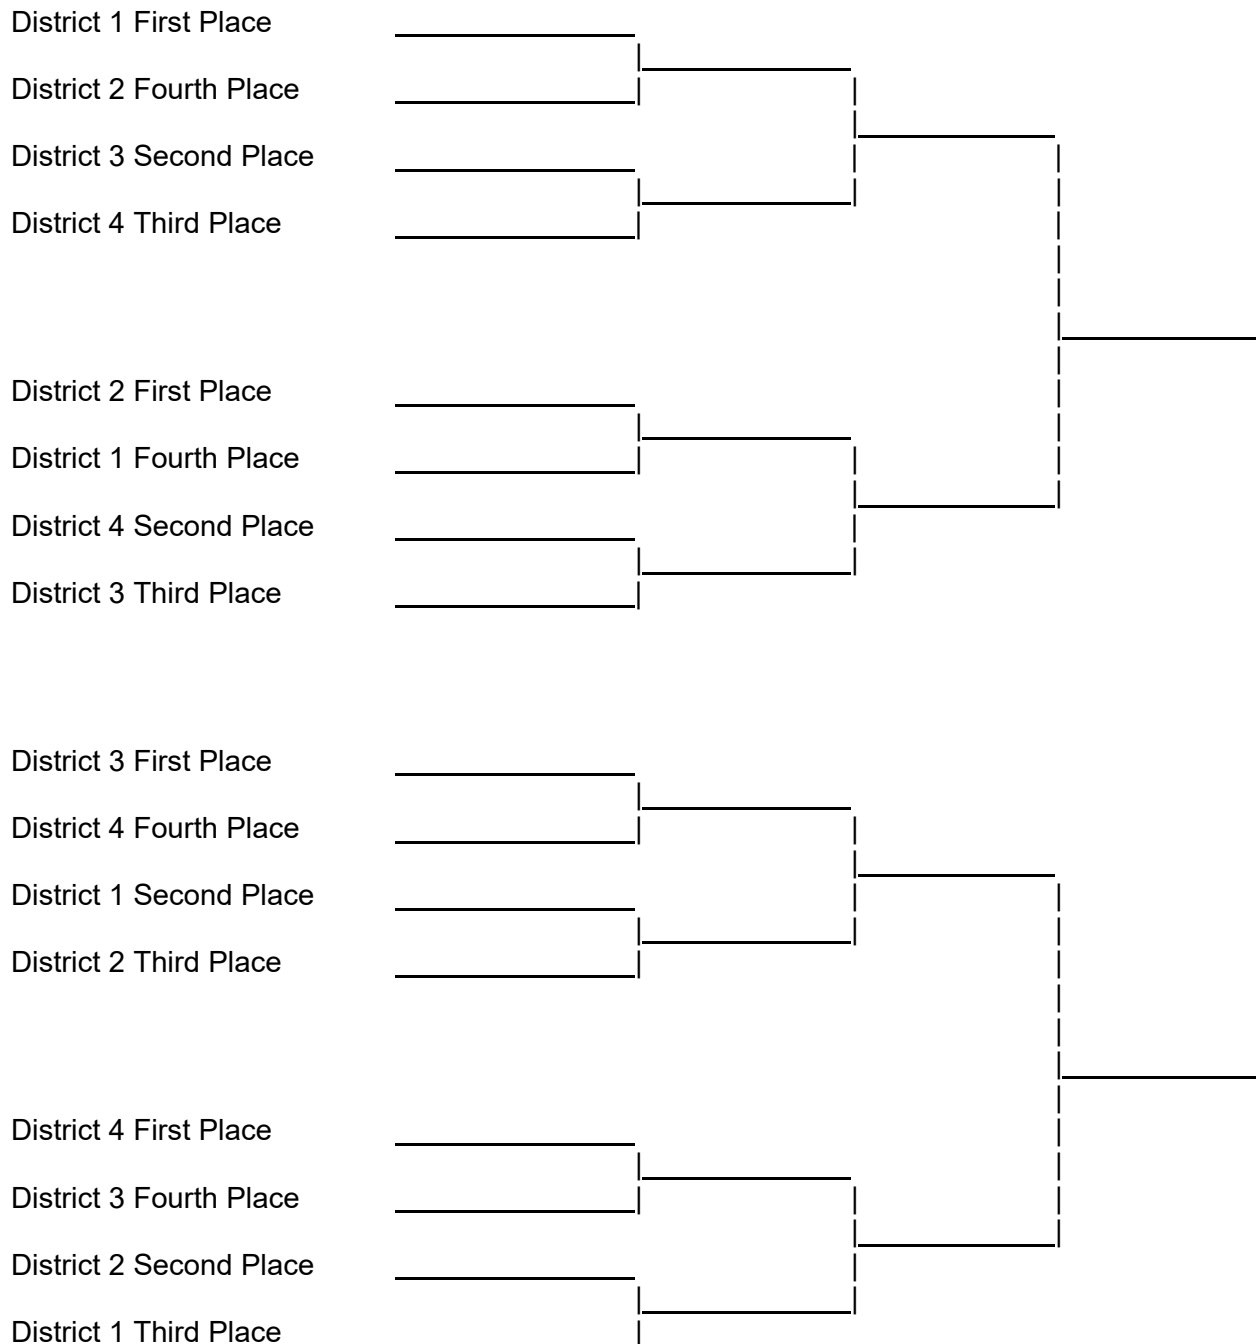 District 1 First Place
District 2 Fourth Place
District 3 Second Place
District 4 Third Place
District 2 First Place
District 1 Fourth Place
District 4 Second Place
District 3 Third Place
District 3 First Place
District 4 Fourth Place
District 1 Second Place
District 2 Third Place
District 4 First Place
District 3 Fourth Place
District 2 Second Place
District 1 Third Place